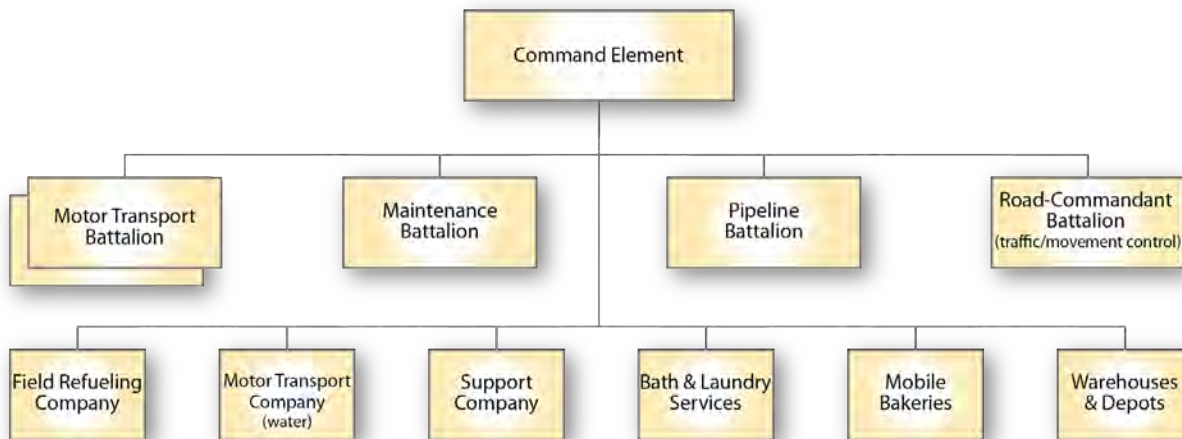 Command Element
Motor Transport
Battalion
Maintenance
Battalion
Pipeline
Battalion
Road-Commandant
Battalion
(traffic/movement control)
Field Refueling
Company
Motor Transport
Company
(water)
Support
Company
Bath & Laundry
Services
Mobile
Bakeries
Warehouses
& Depots